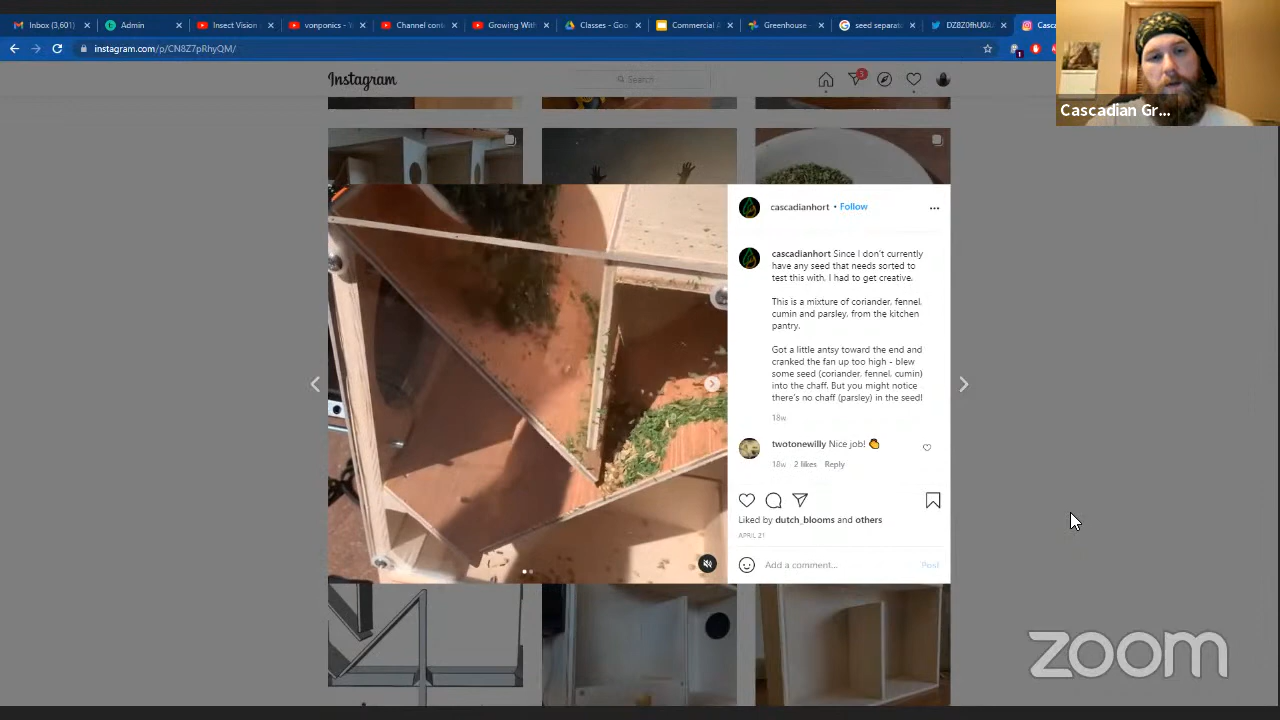 Inbox (3,601)
Admin
Insect Vision
vonponics -
Channel cont
Growing With
Classes - Goo
Commercial A
Greenhouse
seed separat
instagram.com/p/CN8Z7pRhyQM/
Instagram
Search
Cascadian Gr...
cascadianhort • Follow
cascadianhort Since I don't currently
have any seed that needs sorted to
test this with, I had to get creative.
This is a mixture of coriander, fennel,
cumin and parsley, from the kitchen
pantry.
Got a little antsy toward the end and
cranked the fan up too high - blew
some seed (coriander, fennel, cumin)
into the chaff. But you might notice
there's no chaff (parsley) in the seed!
18w
twotonewilly Nice job!
18w 2 likes Reply
Liked by dutch_blooms and others
APRIL 21
Add a comment...
Post
zoom